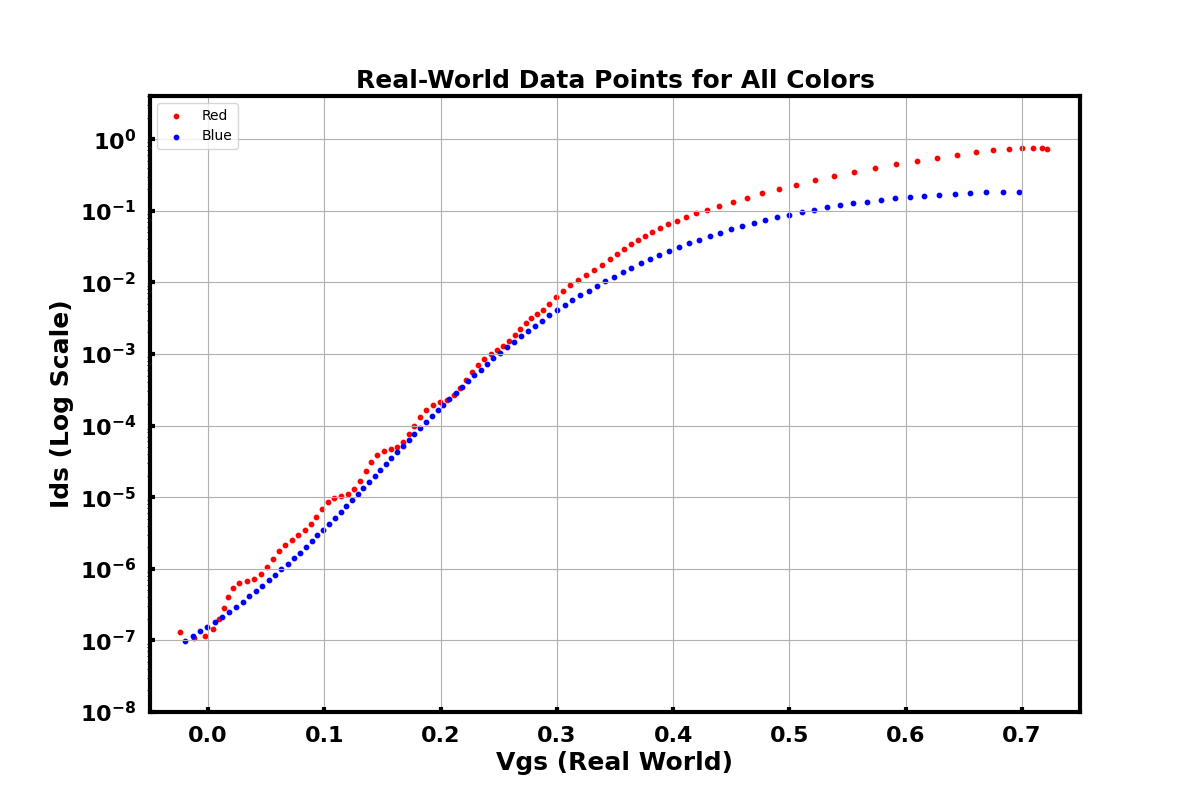 Real-World Data Points for All Colors
Red
Blue
10⁰
10⁻¹
10⁻²
10⁻³
10⁻⁴
10⁻⁵
10⁻⁶
10⁻⁷
10⁻⁸
Ids (Log Scale)
0.0 0.1 0.2 0.3 0.4 0.5 0.6 0.7
Vgs (Real World)